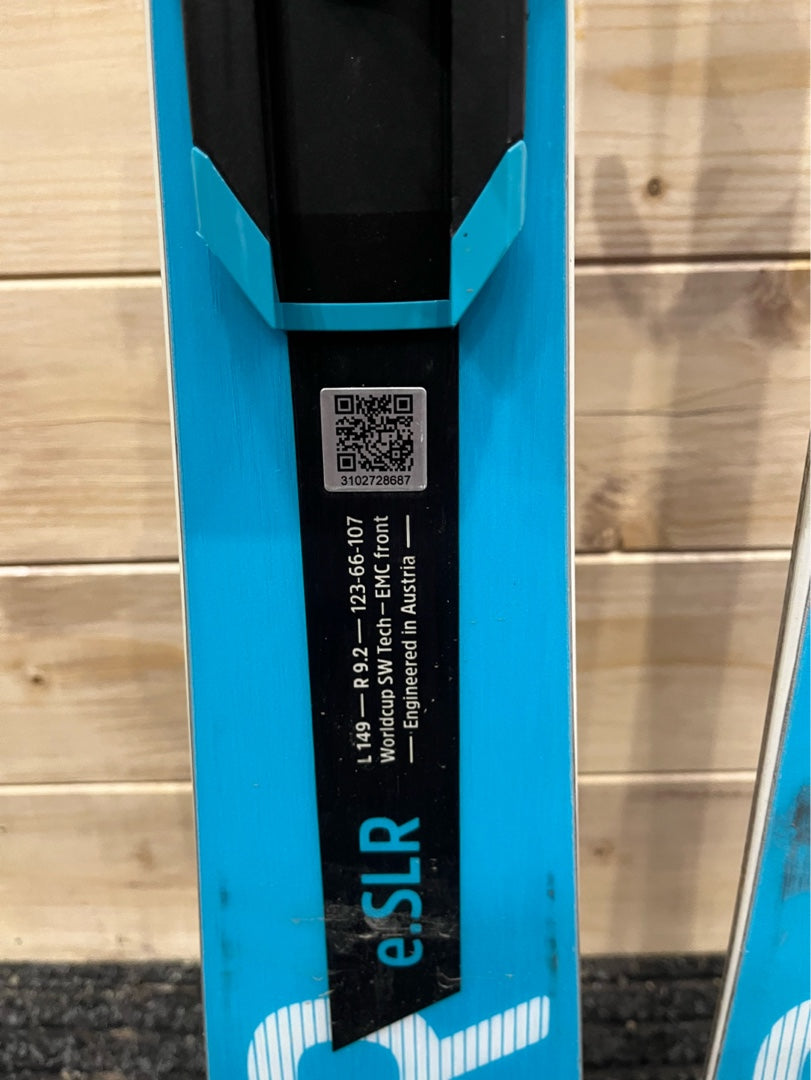 3102728687
L 149 — R 9.2 — 123-66-107
Worldcup SW Tech – EMC front
— Engineered in Austria —
e.SLR
R